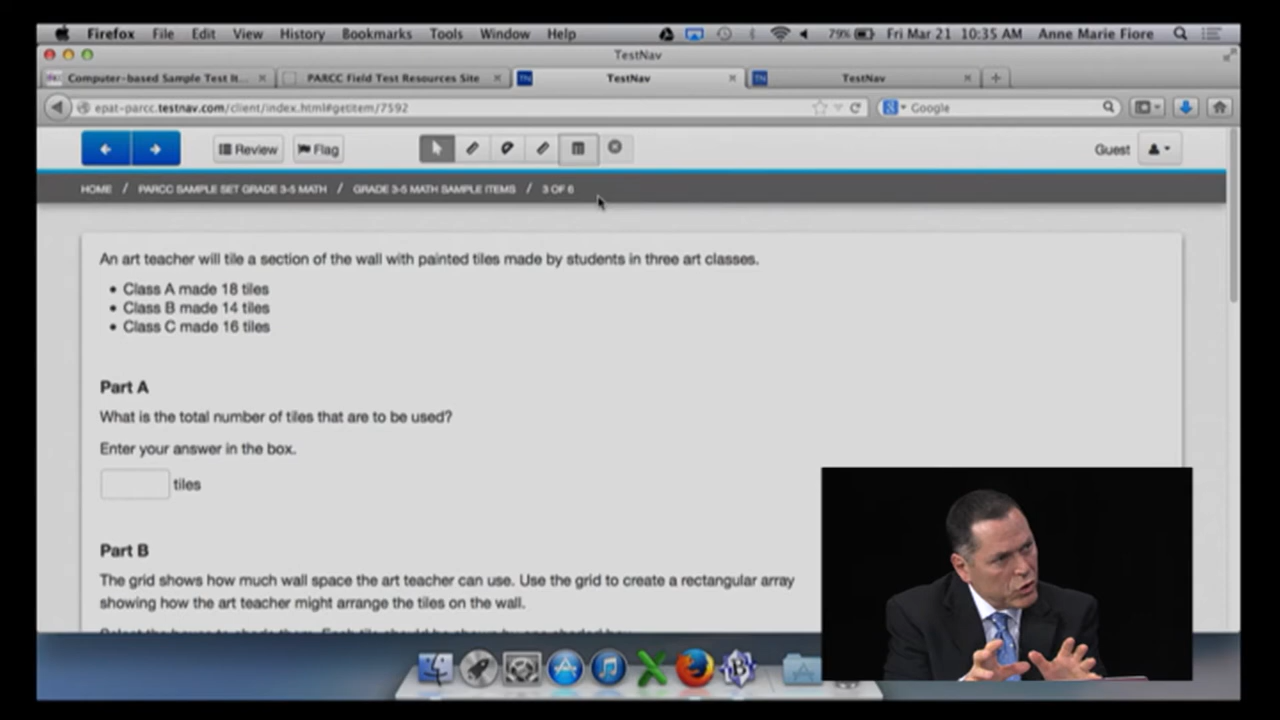 Firefox File Edit View History Bookmarks Tools Window Help 79% Fri Mar 21 10:35 AM Anne Marie Fiore
TestNav
Computer-based Sample Test It... PARCC Field Test Resources Site TestNav TestNav
epat-parcc.testnav.com/client/index.html#getitem/7592 Google
Review Flag Guest
HOME / PARCC SAMPLE SET GRADE 3-5 MATH / GRADE 3-5 MATH SAMPLE ITEMS / 3 OF 6
An art teacher will tile a section of the wall with painted tiles made by students in three art classes.
• Class A made 18 tiles
• Class B made 14 tiles
• Class C made 16 tiles
Part A
What is the total number of tiles that are to be used?
Enter your answer in the box.
tiles
Part B
The grid shows how much wall space the art teacher can use. Use the grid to create a rectangular array
showing how the art teacher might arrange the tiles on the wall.